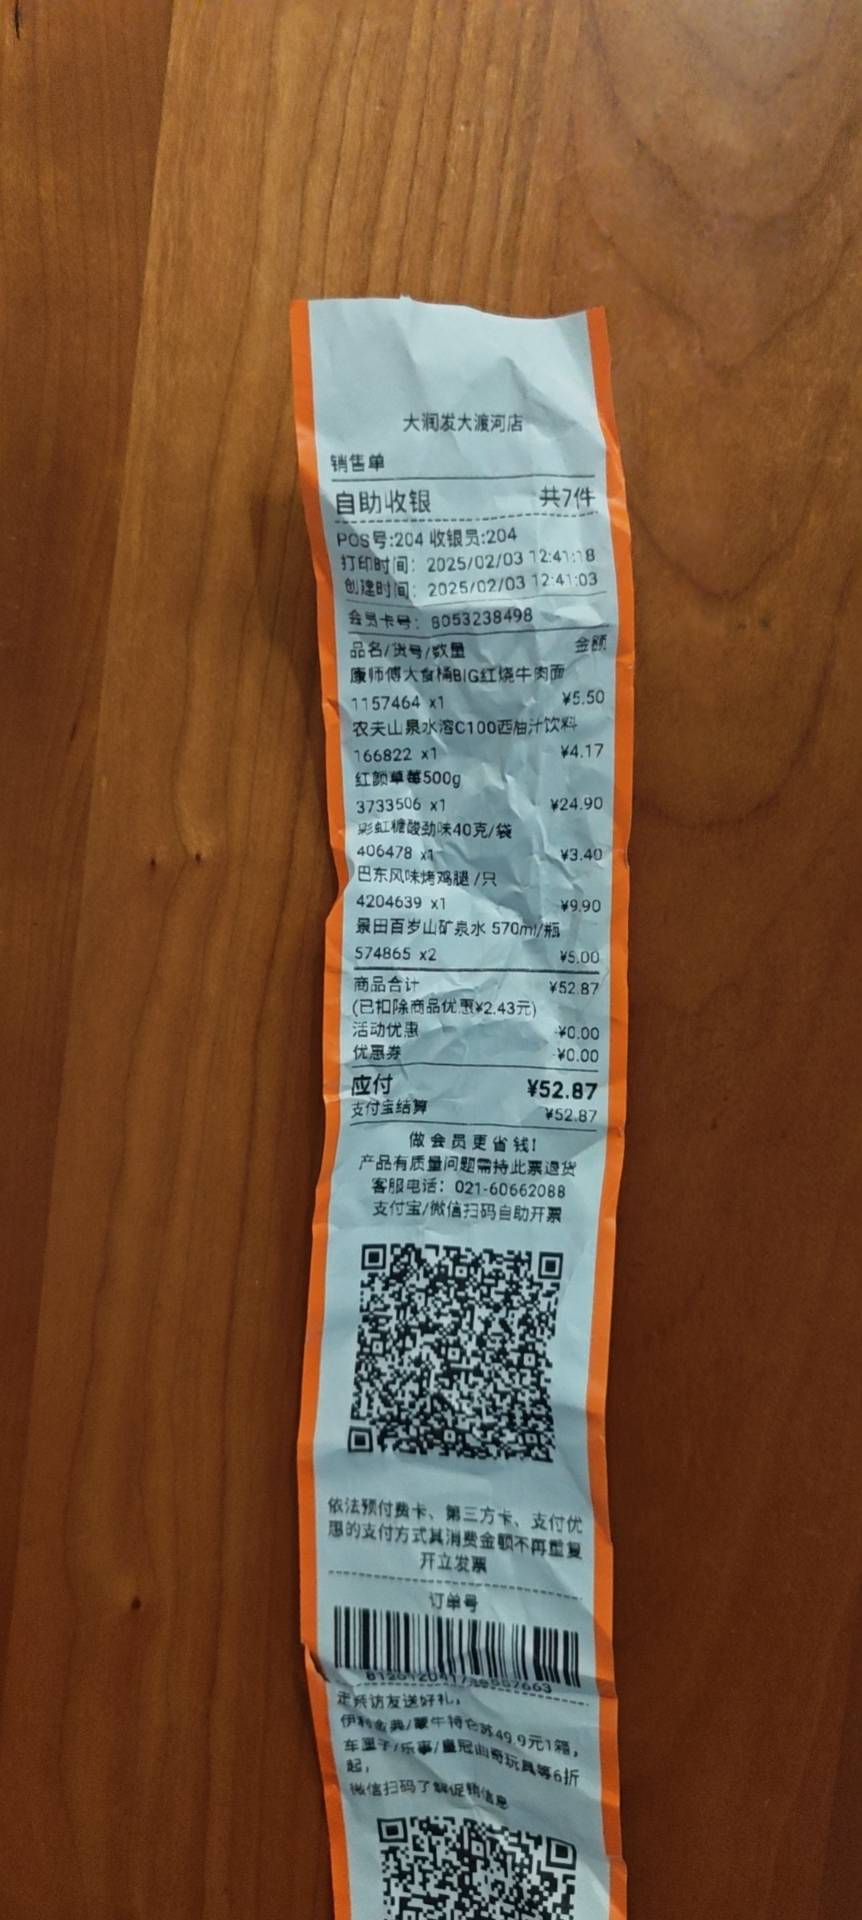 大润发大渡河店
销售单
自助收银 共7件
POS号:204 收银员:204
打印时间: 2025/02/03 12:41:18
创建时间: 2025/02/03 12:41:03
会员卡号: 8053238498
品名/货号/数量 金额
康师傅大食桶BIG红烧牛肉面
1157464 x1 ¥5.50
农夫山泉水溶C100西柚汁饮料
166822 x1 ¥4.17
红颜草莓500g
3733506 x1 ¥24.90
彩虹糖酸劲味40克/袋
406478 x1 ¥3.40
巴东风味烤鸡腿 /只
4204639 x1 ¥9.90
景田百岁山矿泉水 570ml/瓶
574865 x2 ¥5.00
商品合计 ¥52.87
(已扣除商品优惠¥2.43元)
活动优惠 -¥0.00
优惠券 -¥0.00
应付 ¥52.87
支付宝结算 ¥52.87
做会员更省钱!
产品有质量问题需持此票退货
客服电话: 021-60662088
支付宝/微信扫码自助开票
依法预付费卡、第三方卡、支付优
惠的支付方式其消费金额不再重复
开立发票
订单号
走亲访友送好礼,
伊利金典/蒙牛特仑苏49.9元1箱,
车厘子/乐事/皇冠曲奇玩具等6折
起,
微信扫码了解促销信息